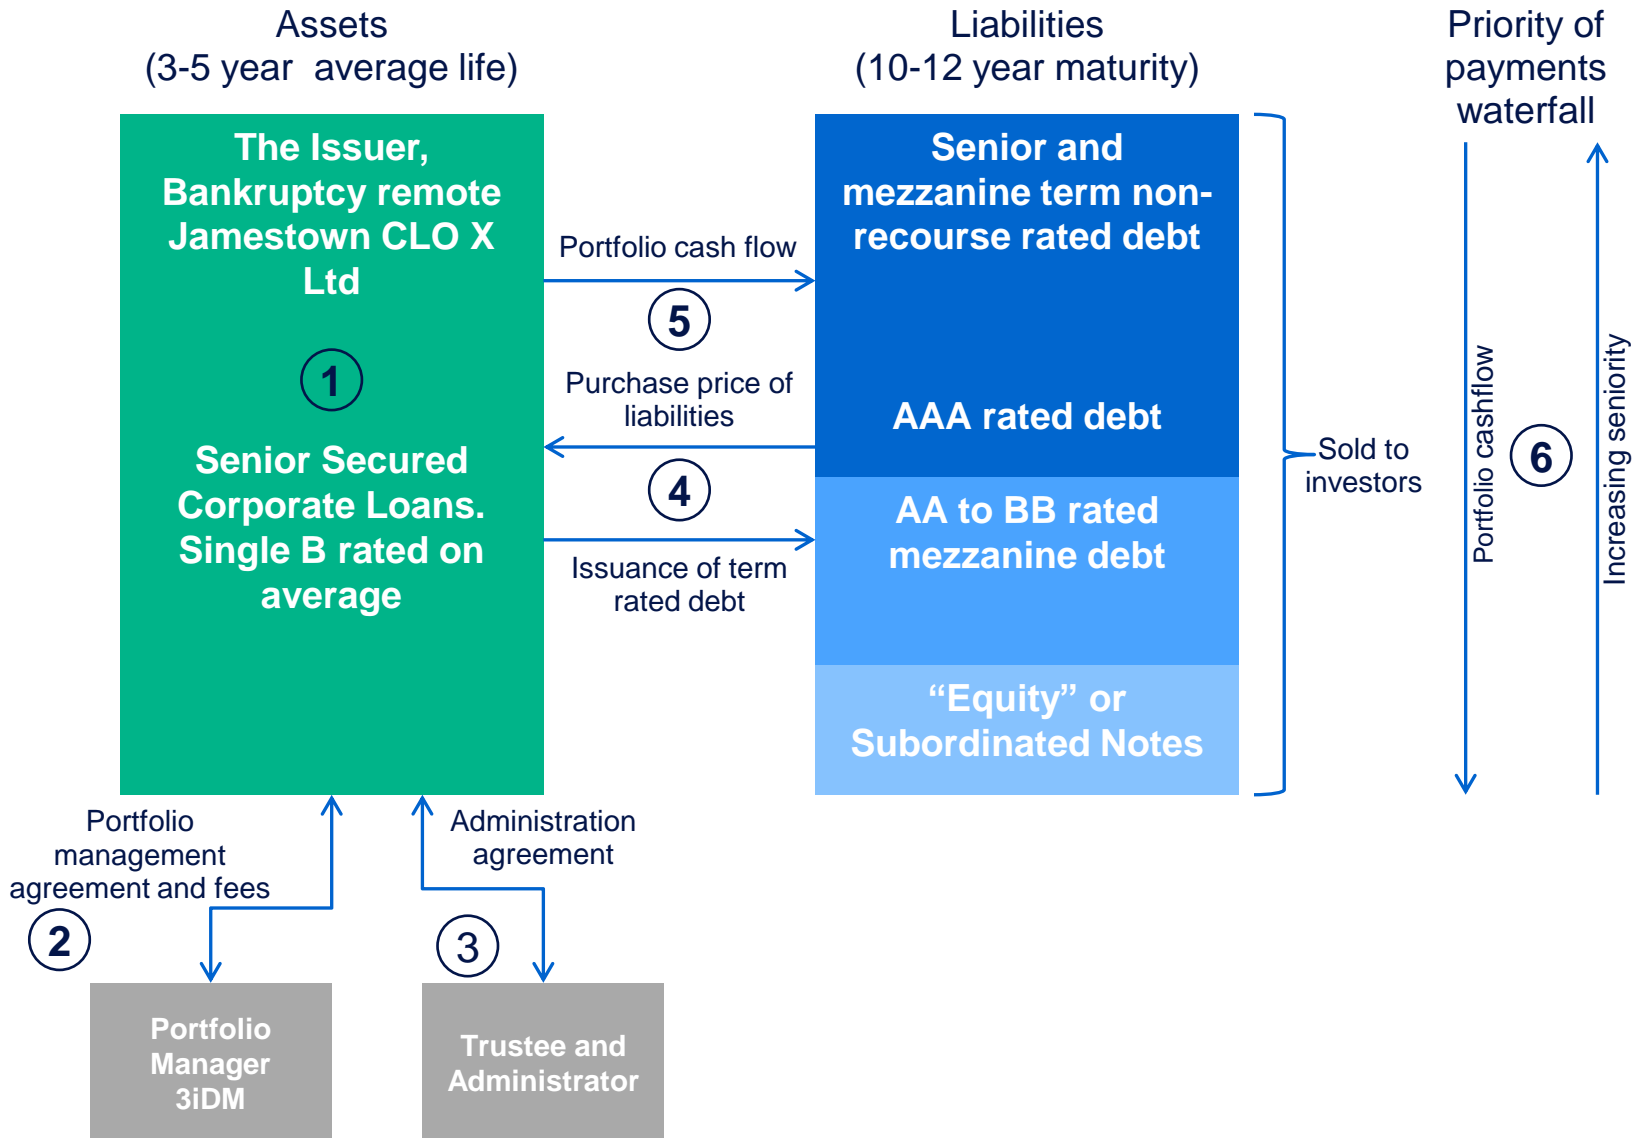 Assets
(3-5 year  average life)
Liabilities
(10-12 year maturity)
Priority of
payments
waterfall
The Issuer,
Bankruptcy remote
Jamestown CLO X
Ltd
1
Senior Secured
Corporate Loans.
Single B rated on
average
Portfolio cash flow
5
Purchase price of
liabilities
4
Issuance of term
rated debt
Senior and
mezzanine term non-
recourse rated debt
AAA rated debt
AA to BB rated
mezzanine debt
“Equity” or
Subordinated Notes
Sold to
investors
Portfolio cashflow
6
Increasing seniority
Portfolio
management
agreement and fees
2
Administration
agreement
3
Portfolio
Manager
3iDM
Trustee and
Administrator